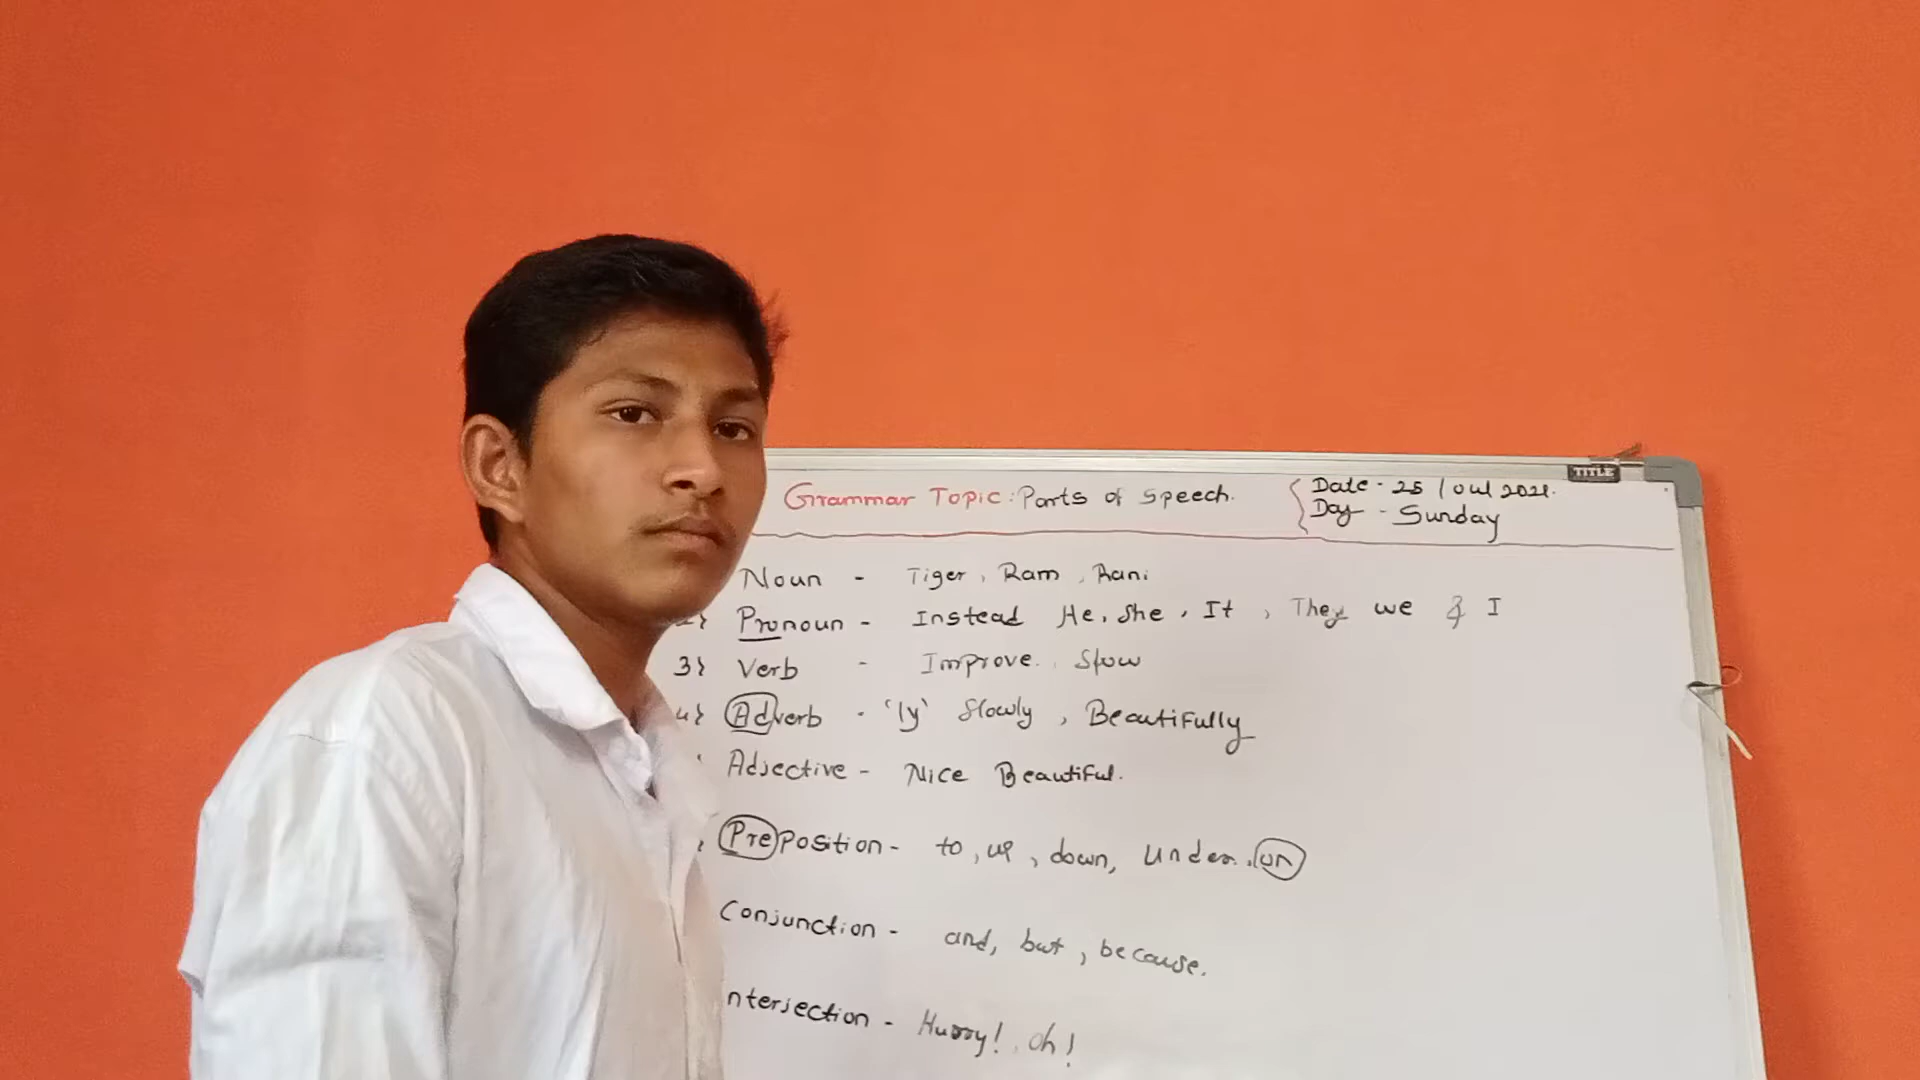 TITLE
Grammar Topic: Parts of Speech.
Date - 25 / Jul 2021.
Day - Sunday
Noun - Tiger, Ram, Rani
Pronoun - Instead He, She, It, They we & I
3} Verb - Improve. Slow
4} Adverb - 'ly' Slowly, Beautifully
Adjective - Nice Beautiful.
Preposition - to, up, down, Under, on
Conjunction - and, but, because.
ntersection - Hurry!, Oh!